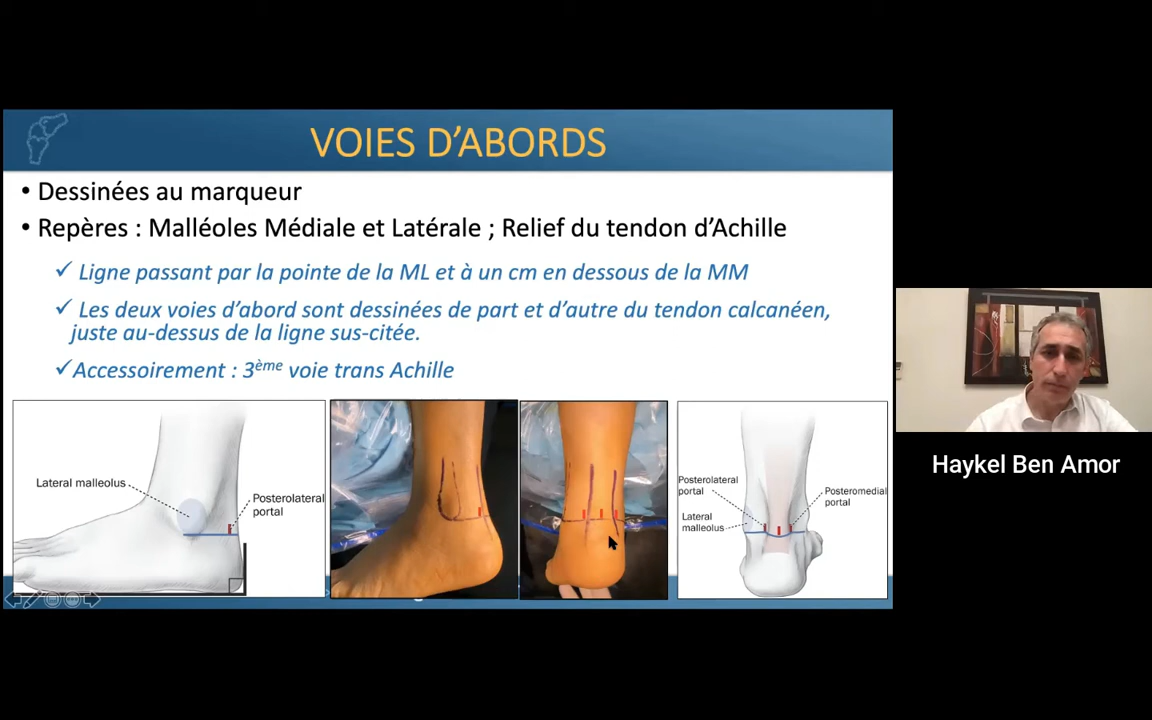 VOIES D’ABORDS
• Dessinées au marqueur
• Repères : Malléoles Médiale et Latérale ; Relief du tendon d’Achille
✓ Ligne passant par la pointe de la ML et à un cm en dessous de la MM
✓ Les deux voies d’abord sont dessinées de part et d’autre du tendon calcanéen,
juste au-dessus de la ligne sus-citée.
✓Accessoirement : 3ème voie trans Achille
Lateral malleolus
Posterolateral
portal
Posterolateral
portal
Lateral
malleolus
Posteromedial
portal
Haykel Ben Amor